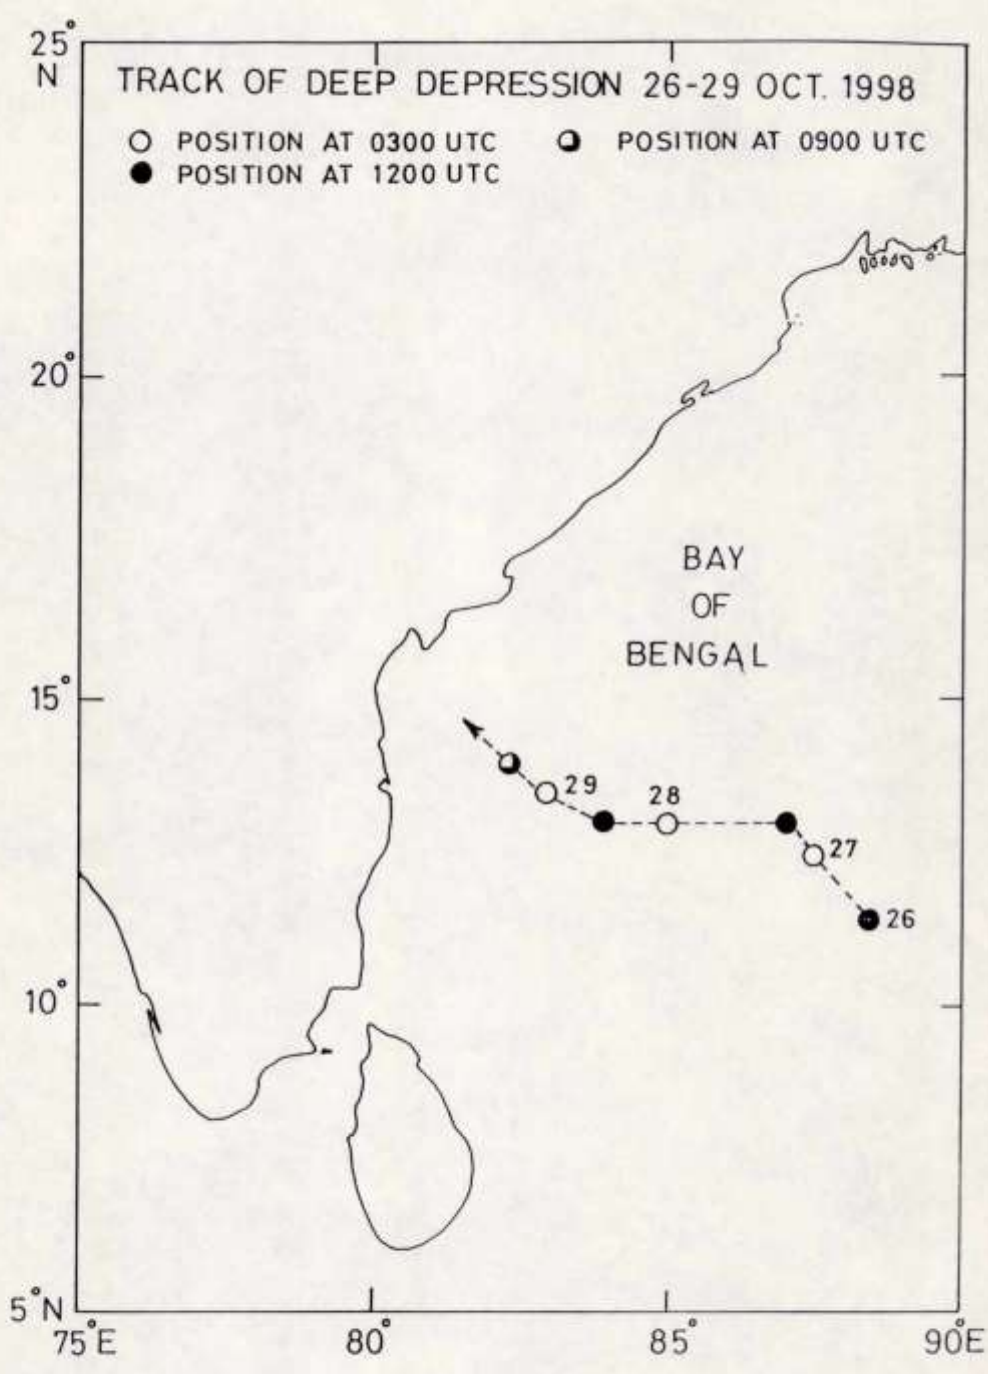 25°
N
TRACK OF DEEP DEPRESSION 26-29 OCT. 1998
POSITION AT 0300 UTC
POSITION AT 0900 UTC
POSITION AT 1200 UTC
20°
BAY
OF
BENGAL
15°
29
28
27
26
10°
5°N
75°E
80°
85°
90E